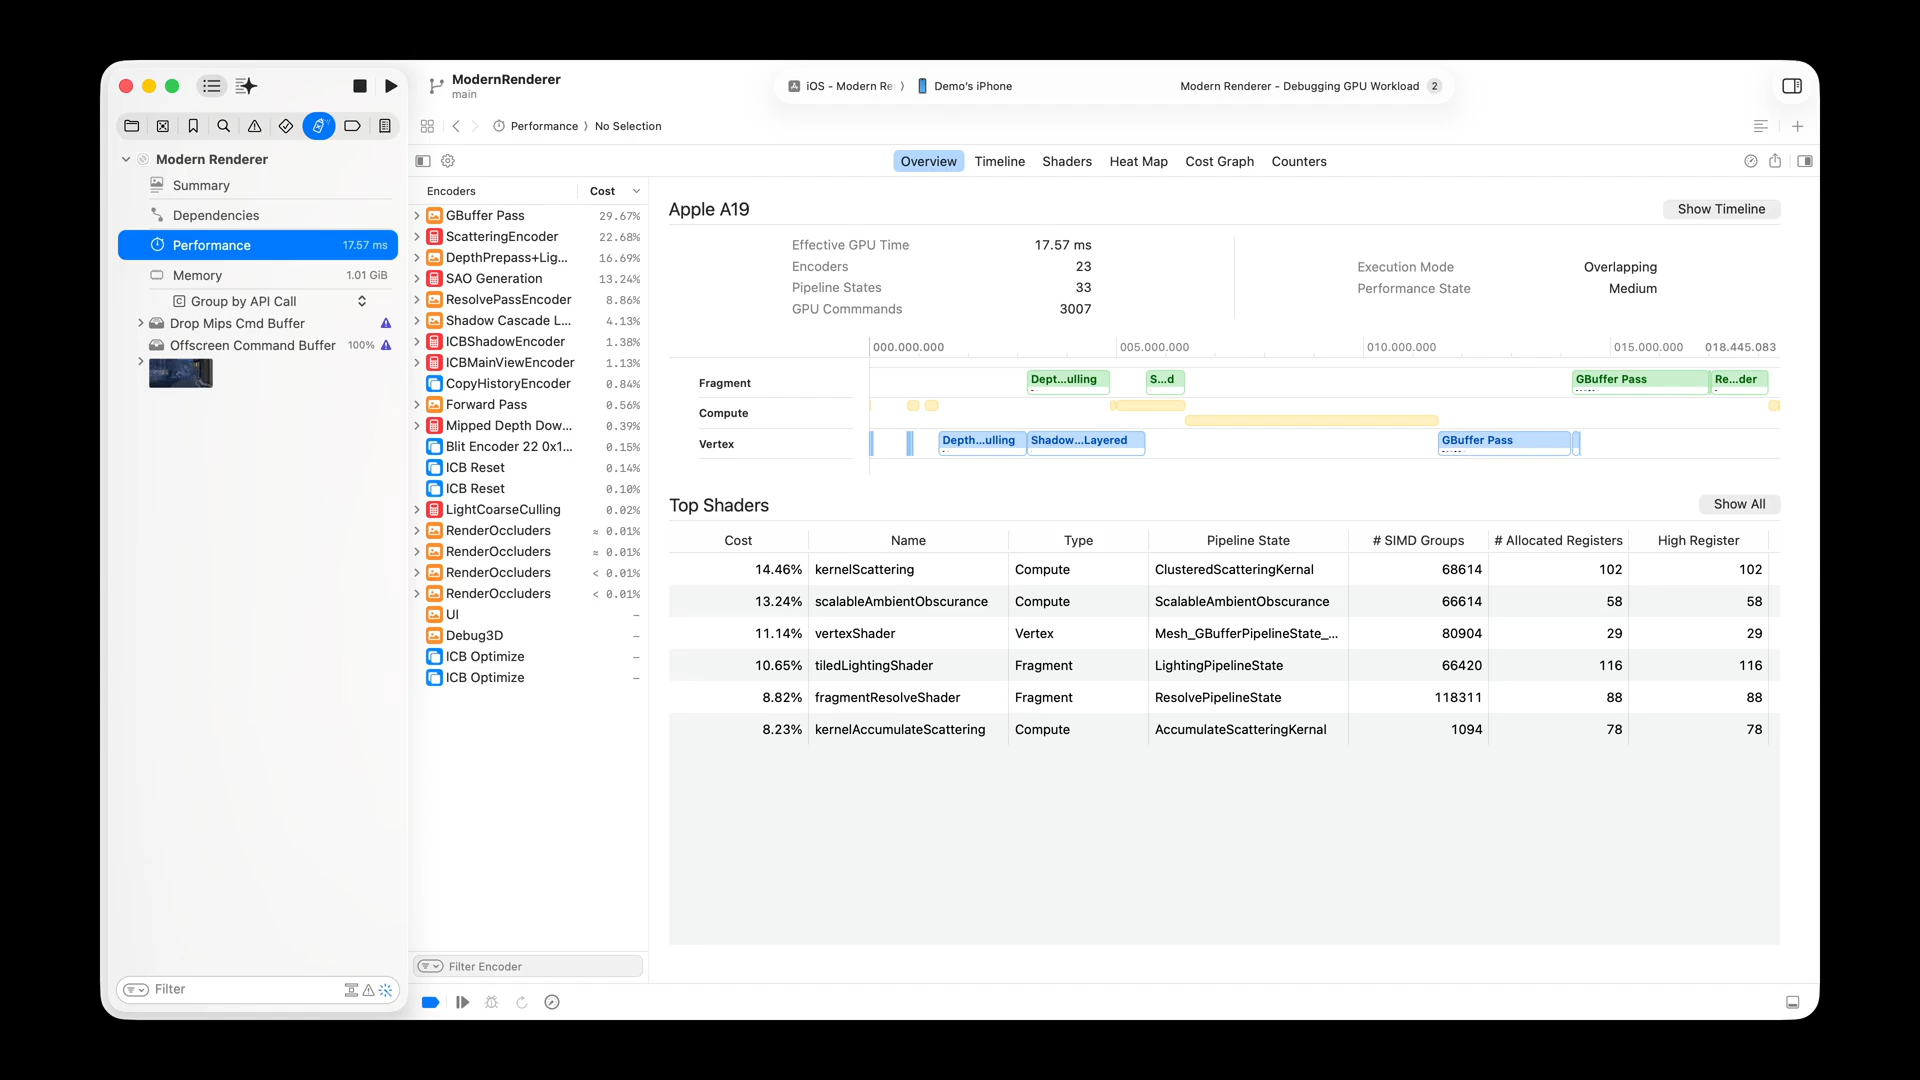 ModernRenderer
main
iOS - Modern Re 〉 Demo's iPhone
Modern Renderer - Debugging GPU Workload 2
Performance 〉 No Selection
Modern Renderer
Summary
Dependencies
Performance 17.57 ms
Memory 1.01 GiB
Group by API Call
Drop Mips Cmd Buffer
Offscreen Command Buffer 100%
Filter
Overview Timeline Shaders Heat Map Cost Graph Counters
Encoders Cost
GBuffer Pass 29.67%
ScatteringEncoder 22.68%
DepthPrepass+Lig... 16.69%
SAO Generation 13.24%
ResolvePassEncoder 8.86%
Shadow Cascade L... 4.13%
ICBShadowEncoder 1.38%
ICBMainViewEncoder 1.13%
CopyHistoryEncoder 0.84%
Forward Pass 0.56%
Mipped Depth Dow... 0.39%
Blit Encoder 22 0x1... 0.15%
ICB Reset 0.14%
ICB Reset 0.10%
LightCoarseCulling 0.02%
RenderOccluders ≈ 0.01%
RenderOccluders ≈ 0.01%
RenderOccluders < 0.01%
RenderOccluders < 0.01%
UI –
Debug3D –
ICB Optimize –
ICB Optimize –
Filter Encoder
Apple A19
Show Timeline
Effective GPU Time 17.57 ms
Encoders 23
Pipeline States 33
GPU Commmands 3007
Execution Mode Overlapping
Performance State Medium
000.000.000 005.000.000 010.000.000 015.000.000 018.445.083
Fragment Dept...ulling S...d GBuffer Pass Re...der
Compute
Vertex Depth...ulling Shadow...Layered GBuffer Pass
Top Shaders
Show All
Cost Name Type Pipeline State # SIMD Groups # Allocated Registers High Register
14.46% kernelScattering Compute ClusteredScatteringKernal 68614 102 102
13.24% scalableAmbientObscurance Compute ScalableAmbientObscurance 66614 58 58
11.14% vertexShader Vertex Mesh_GBufferPipelineState_... 80904 29 29
10.65% tiledLightingShader Fragment LightingPipelineState 66420 116 116
8.82% fragmentResolveShader Fragment ResolvePipelineState 118311 88 88
8.23% kernelAccumulateScattering Compute AccumulateScatteringKernal 1094 78 78